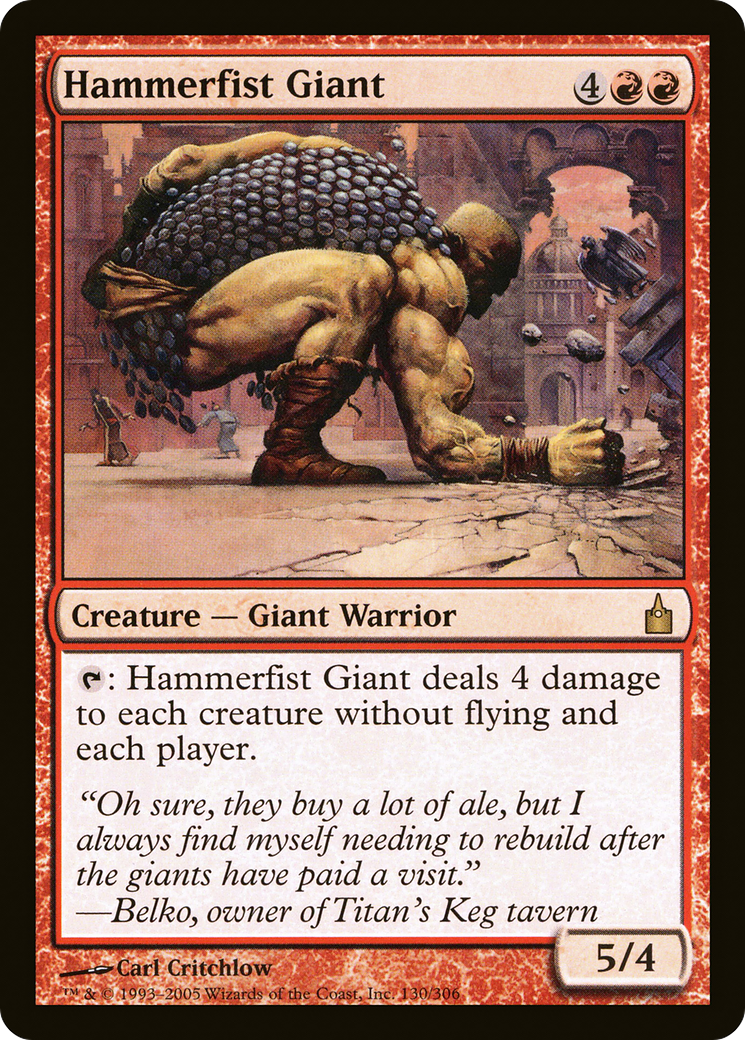 Hammerfist Giant 4
Creature — Giant Warrior
: Hammerfist Giant deals 4 damage
to each creature without flying and
each player.
“Oh sure, they buy a lot of ale, but I
always find myself needing to rebuild after
the giants have paid a visit.”
—Belko, owner of Titan’s Keg tavern
5/4
Carl Critchlow
™ & © 1993–2005 Wizards of the Coast, Inc. 130/306